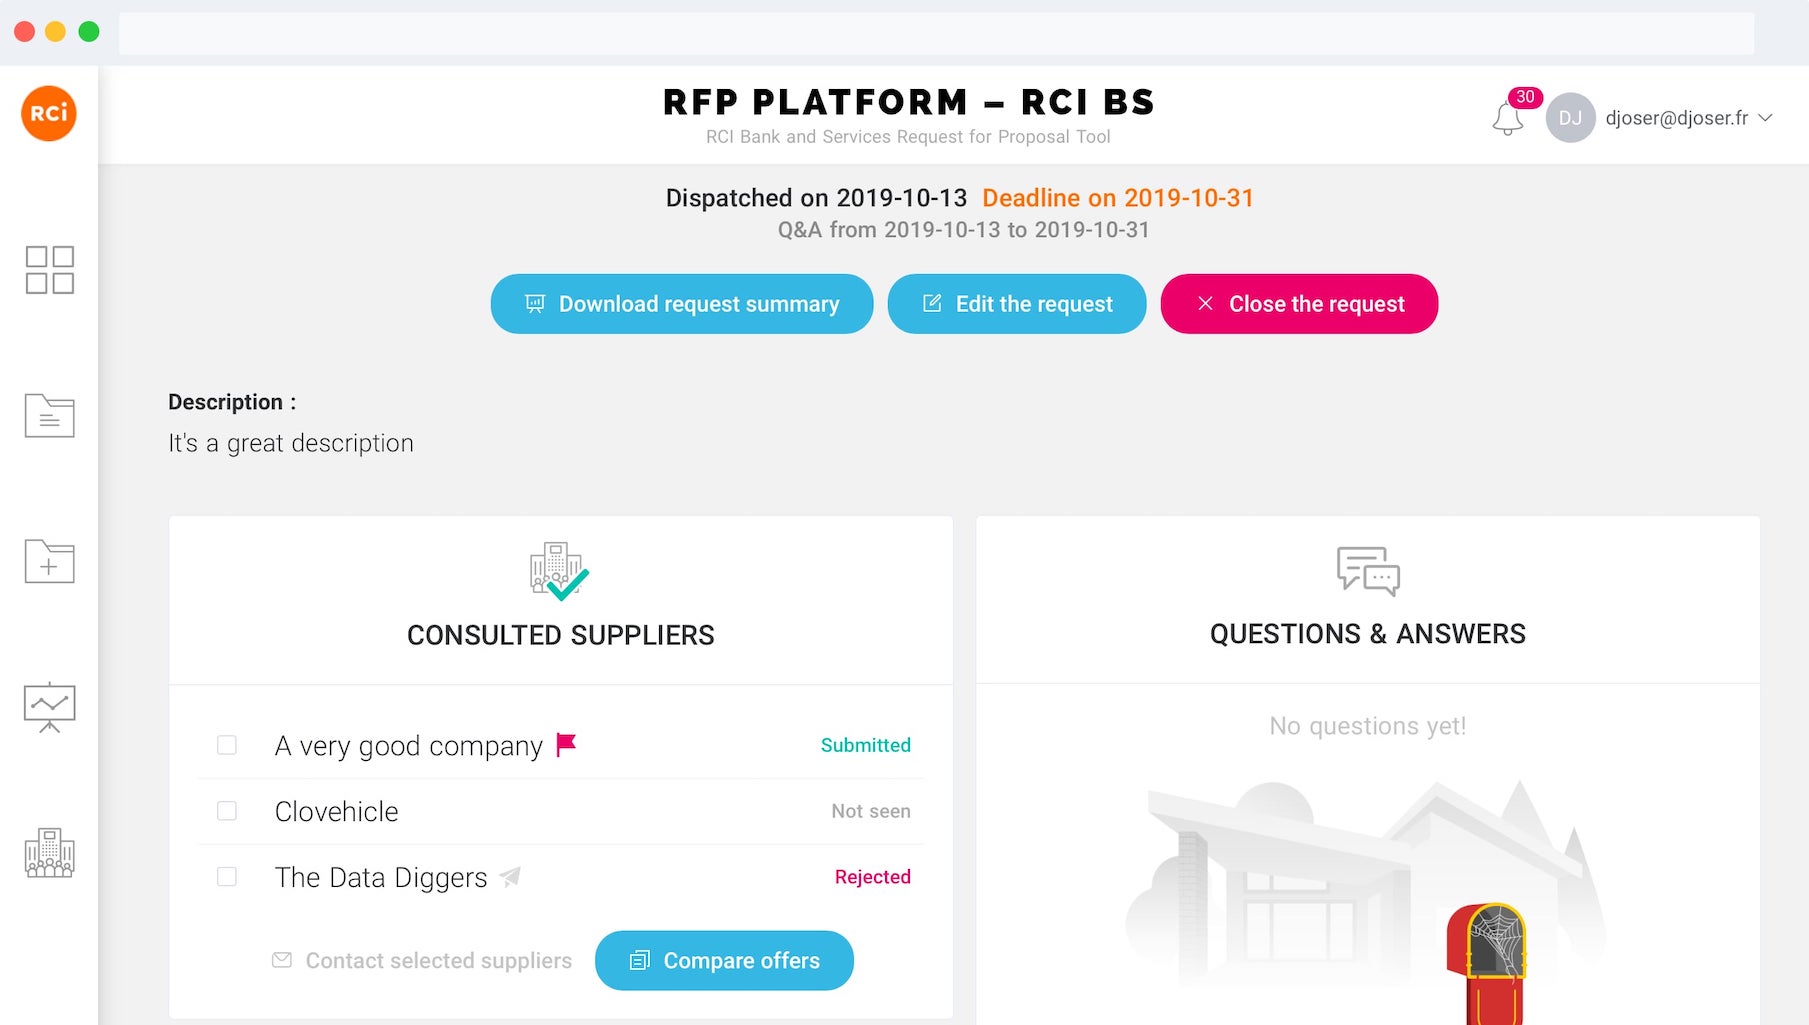 RCi
RFP PLATFORM – RCI BS
RCI Bank and Services Request for Proposal Tool
30
DJ
djoser@djoser.fr
Dispatched on 2019-10-13 Deadline on 2019-10-31
Q&A from 2019-10-13 to 2019-10-31
Download request summary
Edit the request
Close the request
Description :
It's a great description
CONSULTED SUPPLIERS
A very good company Submitted
Clovehicle Not seen
The Data Diggers Rejected
Contact selected suppliers
Compare offers
QUESTIONS & ANSWERS
No questions yet!